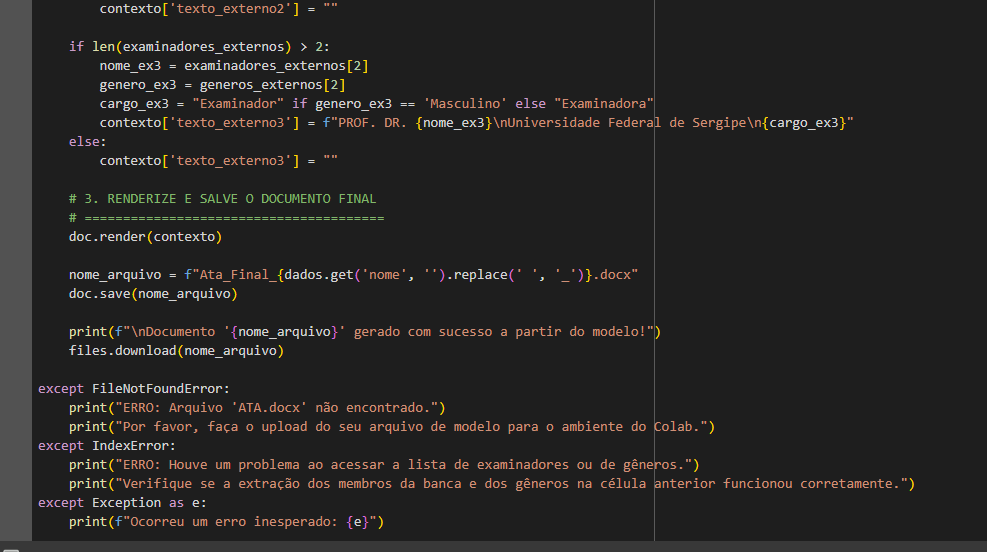 contexto['texto_externo2'] = ""
if len(examinadores_externos) > 2:
nome_ex3 = examinadores_externos[2]
genero_ex3 = generos_externos[2]
cargo_ex3 = "Examinador" if genero_ex3 == 'Masculino' else "Examinadora"
contexto['texto_externo3'] = f"PROF. DR. {nome_ex3}\nUniversidade Federal de Sergipe\n{cargo_ex3}"
else:
contexto['texto_externo3'] = ""
# 3. RENDERIZE E SALVE O DOCUMENTO FINAL
# =======================================
doc.render(contexto)
nome_arquivo = f"Ata_Final_{dados.get('nome', '').replace(' ', '_')}.docx"
doc.save(nome_arquivo)
print(f"\nDocumento '{nome_arquivo}' gerado com sucesso a partir do modelo!")
files.download(nome_arquivo)
except FileNotFoundError:
print("ERRO: Arquivo 'ATA.docx' não encontrado.")
print("Por favor, faça o upload do seu arquivo de modelo para o ambiente do Colab.")
except IndexError:
print("ERRO: Houve um problema ao acessar a lista de examinadores ou de gêneros.")
print("Verifique se a extração dos membros da banca e dos gêneros na célula anterior funcionou corretamente.")
except Exception as e:
print(f"Ocorreu um erro inesperado: {e}")